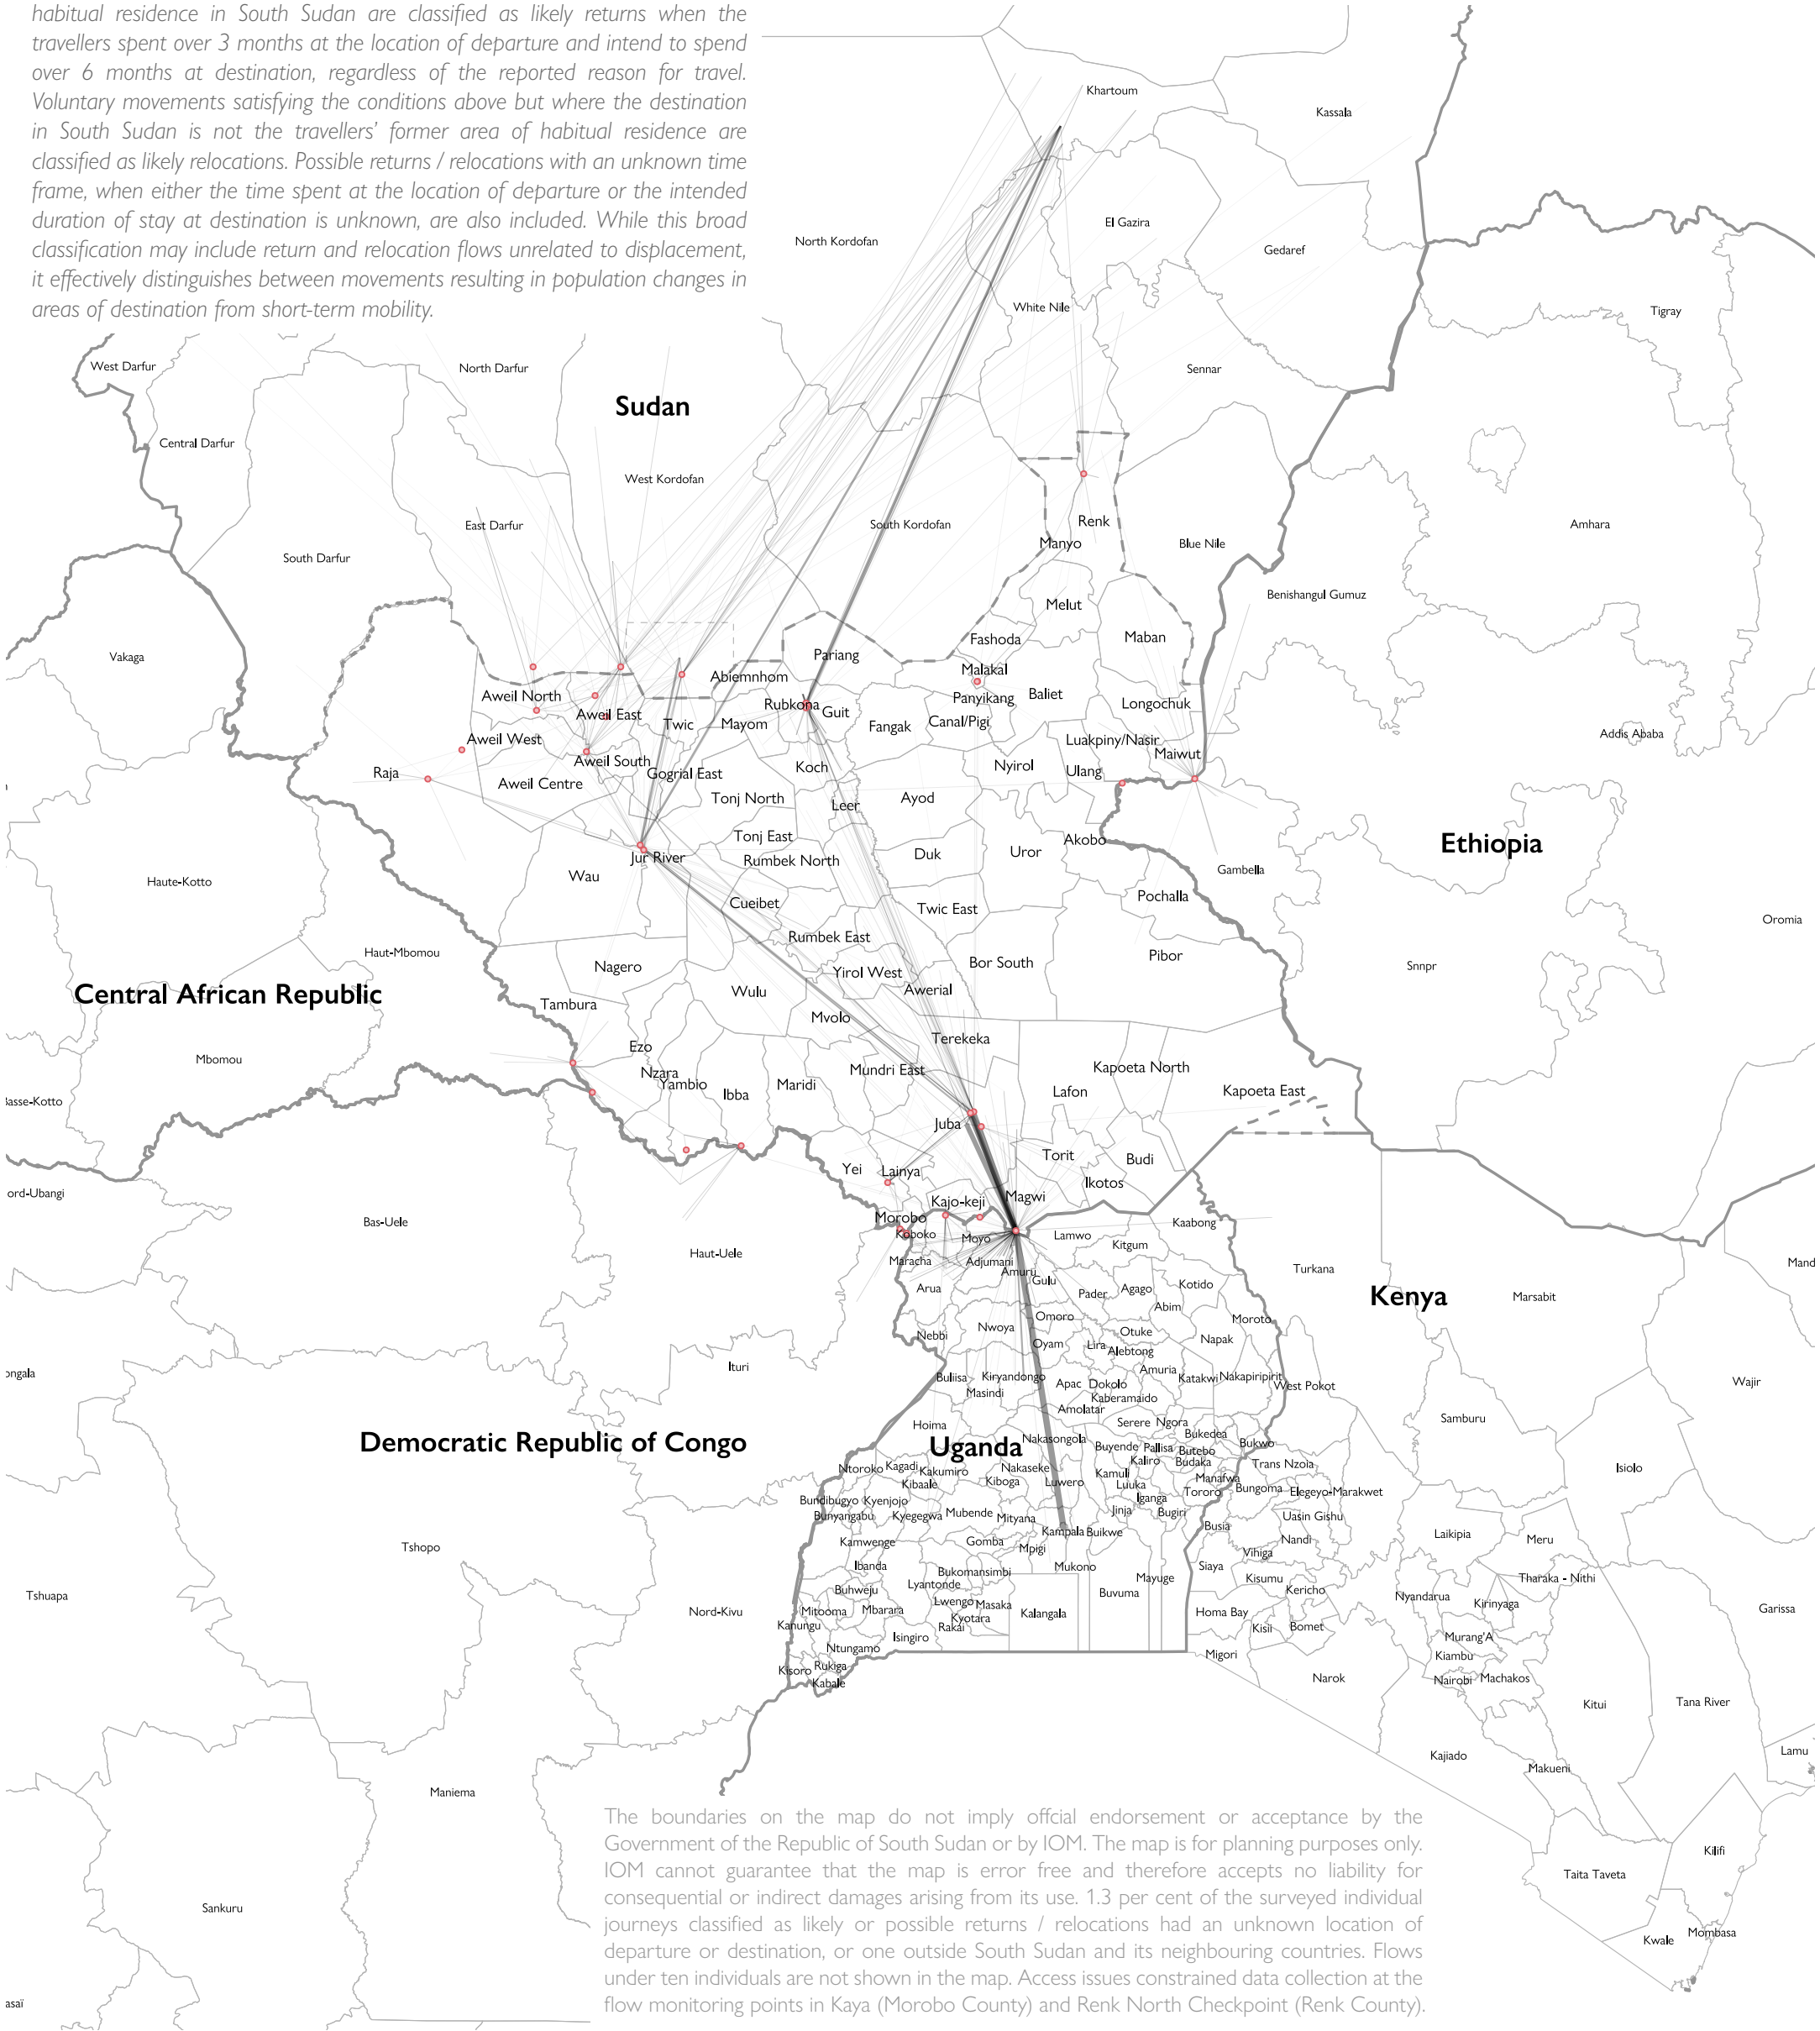 habitual residence in South Sudan are classified as likely returns when the
travellers spent over 3 months at the location of departure and intend to spend
over 6 months at destination, regardless of the reported reason for travel.
Voluntary movements satisfying the conditions above but where the destination
in South Sudan is not the travellers' former area of habitual residence are
classified as likely relocations. Possible returns / relocations with an unknown time
frame, when either the time spent at the location of departure or the intended
duration of stay at destination is unknown, are also included. While this broad
classification may include return and relocation flows unrelated to displacement,
it effectively distinguishes between movements resulting in population changes in
areas of destination from short-term mobility.
Khartoum
Kassala
El Gazira
North Kordofan
Gedaref
White Nile
Tigray
West Darfur
North Darfur
Sennar
Sudan
Central Darfur
West Kordofan
East Darfur
South Kordofan
Renk
Amhara
South Darfur
Manyo
Blue Nile
Melut
Benishangul Gumuz
Fashoda
Maban
Vakaga
Pariang
Malakal
Abiemnhom
Aweil North
Panyikang
Baliet
Longochuk
Rubkona
Guit
Aweil East
Twic
Mayom
Fangak
Canal/Pigi
Addis Ababa
Aweil West
Luakpiny/Nasir
Maiwut
Aweil South
Raja
Gogrial East
Koch
Nyirol
Ulang
Aweil Centre
Tonj North
Leer
Ayod
Tonj East
Akobo
Ethiopia
Jur River
Rumbek North
Duk
Uror
Wau
Gambella
Haute-Kotto
Cueibet
Pochalla
Twic East
Oromia
Rumbek East
Haut-Mbomou
Nagero
Yirol West
Bor South
Pibor
Snnpr
Central African Republic
Wulu
Awerial
Tambura
Mvolo
Terekeka
Ezo
Mbomou
Nzara
Yambio
Ibba
Maridi
Mundri East
Kapoeta North
Lafon
Kapoeta East
Basse-Kotto
Juba
Torit
Budi
Yei
Lainya
Ikotos
ord-Ubangi
Magwi
Kajo-keji
Bas-Uele
Morobo
Kaabong
Koboko
Moyo
Lamwo
Kitgum
Haut-Uele
Maracha
Adjumani
Amuru
Gulu
Turkana
Mand
Arua
Pader
Agago
Kotido
Kenya
Marsabit
Abim
Nwoya
Omoro
Moroto
Nebbi
Otuke
Napak
Oyam
Lira
Alebtong
ongala
Ituri
Buliisa
Kiryandongo
Amuria
Katakwi
Nakapiripirit
West Pokot
Wajir
Masindi
Apac
Dokolo
Kaberamaido
Amolatar
Samburu
Hoima
Serere
Ngora
Democratic Republic of Congo
Uganda
Nakasongola
Bukedea
Bukwo
Buyende
Pallisa
Butebo
Kaliro
Budaka
Trans Nzoia
Isiolo
Ntoroko
Kagadi
Kakumiro
Nakaseke
Kamuli
Manafwa
Kibaale
Kiboga
Luwero
Luuka
Tororo
Bungoma
Elegeyo-Marakwet
Bundibugyo
Kyenjojo
Iganga
Bunyangabu
Kyegegwa
Mubende
Mityana
Jinja
Bugiri
Uasin Gishu
Busia
Kampala
Buikwe
Laikipia
Meru
Kamwenge
Gomba
Mpigi
Nandi
Tshopo
Vihiga
Ibanda
Bukomansimbi
Mukono
Siaya
Kisumu
Tharaka - Nithi
Tshuapa
Buhweju
Lyantonde
Mayuge
Kericho
Buvuma
Nyandarua
Kirinyaga
Nord-Kivu
Mitooma
Mbarara
Lwengo
Masaka
Kalangala
Homa Bay
Garissa
Kanungu
Kyotara
Rakai
Kisii
Bomet
Isingiro
Murang'A
Ntungamo
Migori
Kiambu
Kisoro
Rukiga
Narok
Nairobi
Machakos
Kabale
Kitui
Tana River
Kajiado
Lamu
Makueni
Maniema
Kilifi
Taita Taveta
Sankuru
Kwale
Mombasa
asaï
The boundaries on the map do not imply offcial endorsement or acceptance by the
Government of the Republic of South Sudan or by IOM. The map is for planning purposes only.
IOM cannot guarantee that the map is error free and therefore accepts no liability for
consequential or indirect damages arising from its use. 1.3 per cent of the surveyed individual
journeys classified as likely or possible returns / relocations had an unknown location of
departure or destination, or one outside South Sudan and its neighbouring countries. Flows
under ten individuals are not shown in the map. Access issues constrained data collection at the
flow monitoring points in Kaya (Morobo County) and Renk North Checkpoint (Renk County).